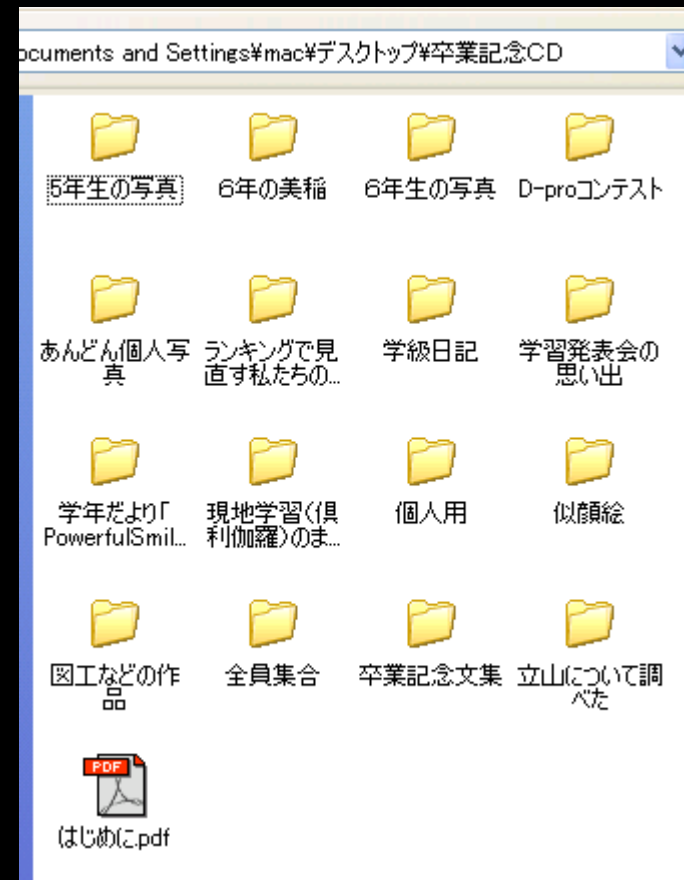 ocuments and Settings¥mac¥デスクトップ¥卒業記念CD
5年生の写真
6年の美稲
6年生の写真
D-proコンテスト
あんどん個人写
真
ランキングで見
直す私たちの...
学級日記
学習発表会の
思い出
学年だより「
PowerfulSmil...
現地学習(倶
利伽羅)のま...
個人用
似顔絵
図工などの作
品
全員集合
卒業記念文集
立山について調
べた
PDF
はじめに.pdf